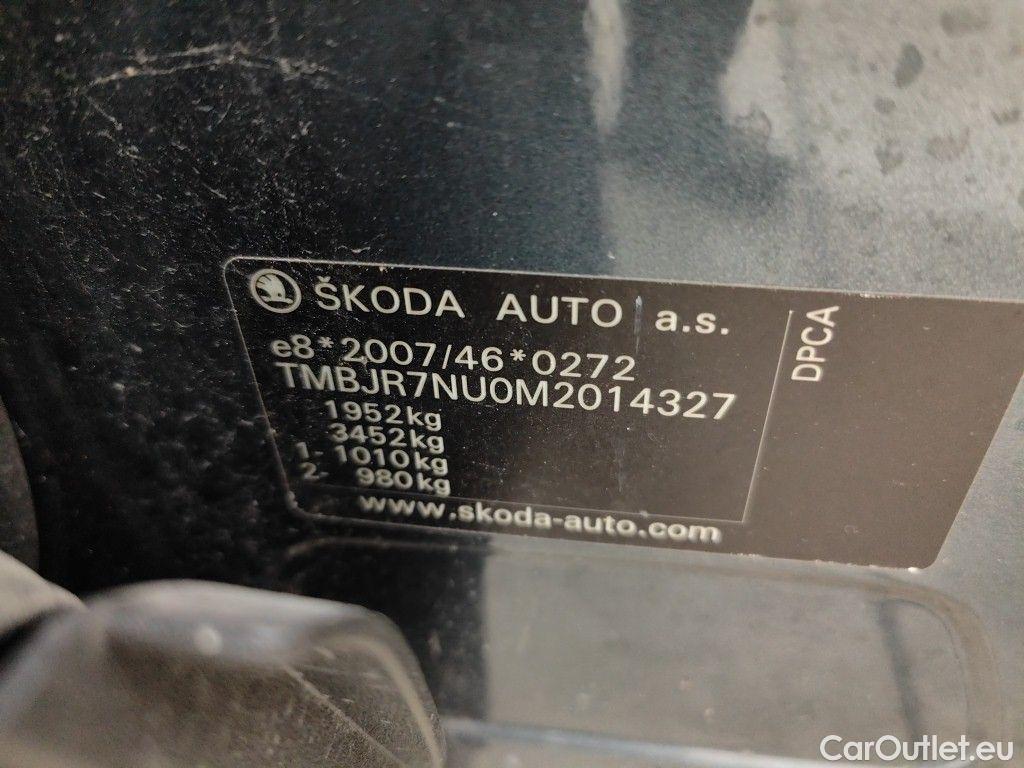 ŠKODA AUTO a.s.
e8*2007/46*0272
TMBJR7NU0M2014327
1952kg
3452kg
1- 1010kg
2- 980kg
www.skoda-auto.com
DPCA
CarOutlet.eu